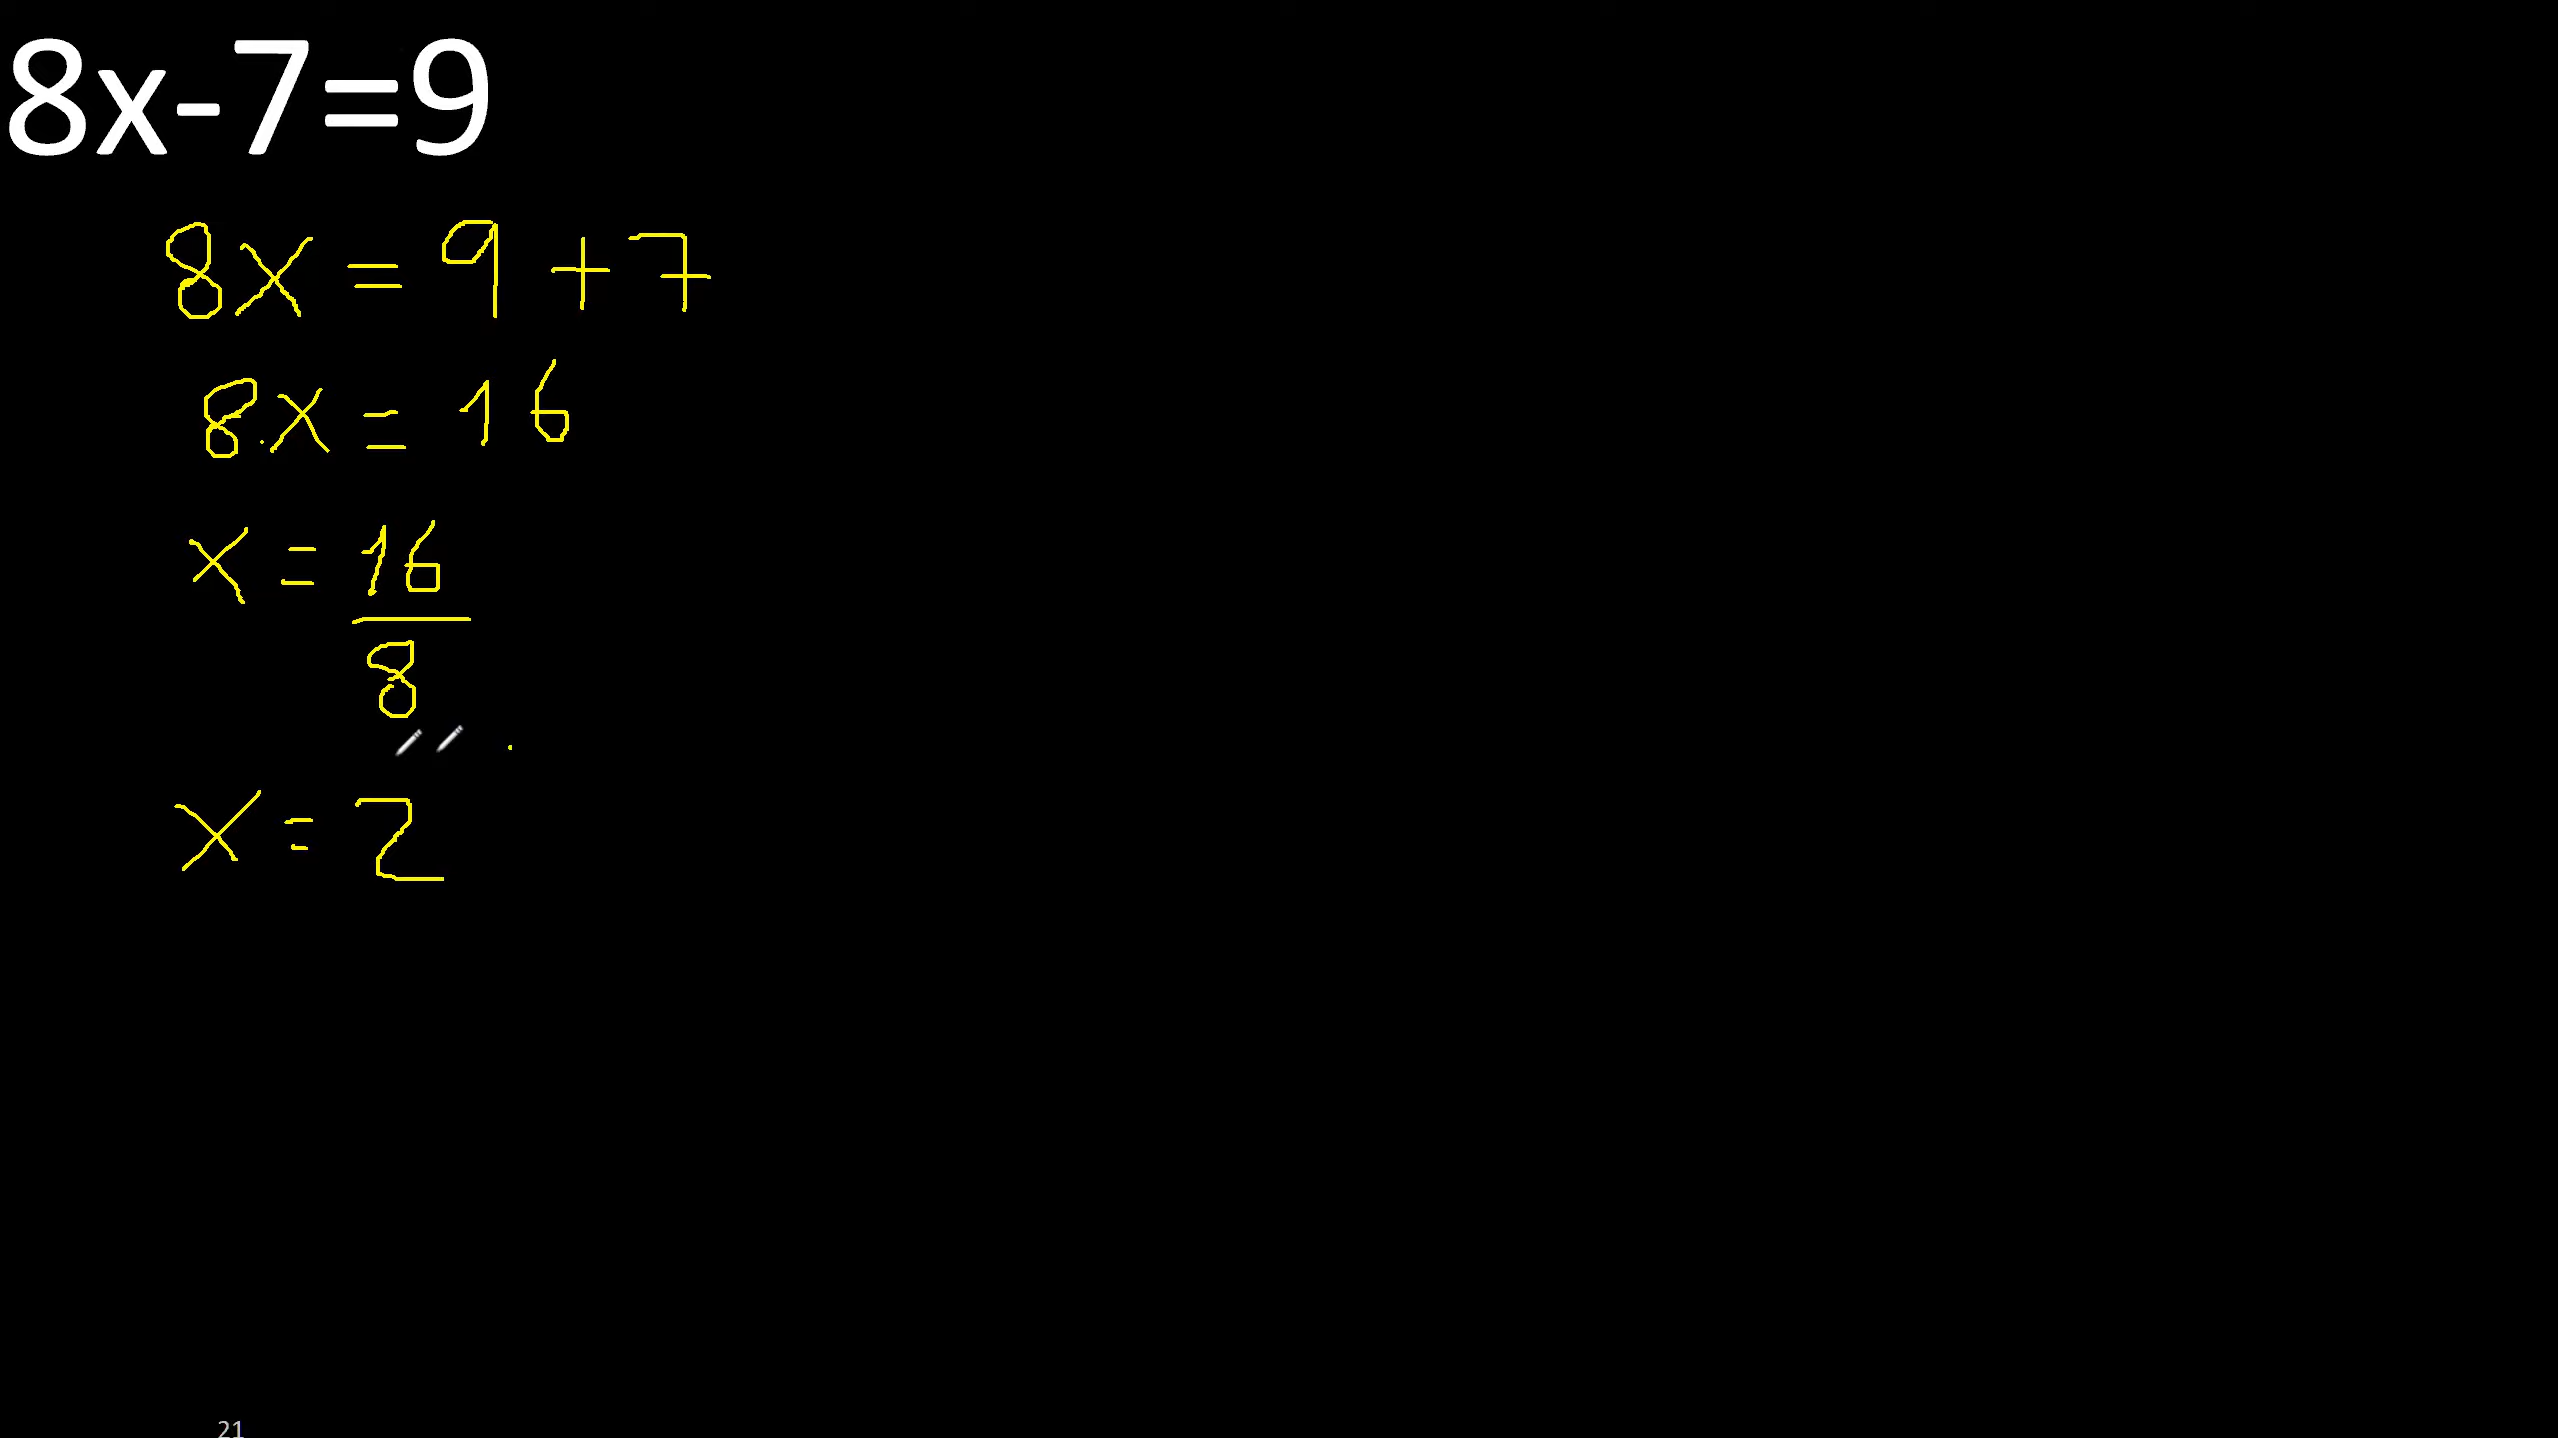 8x-7=9
8x = 9 + 7
8.x = 16
x = 16
8
x = 2
21